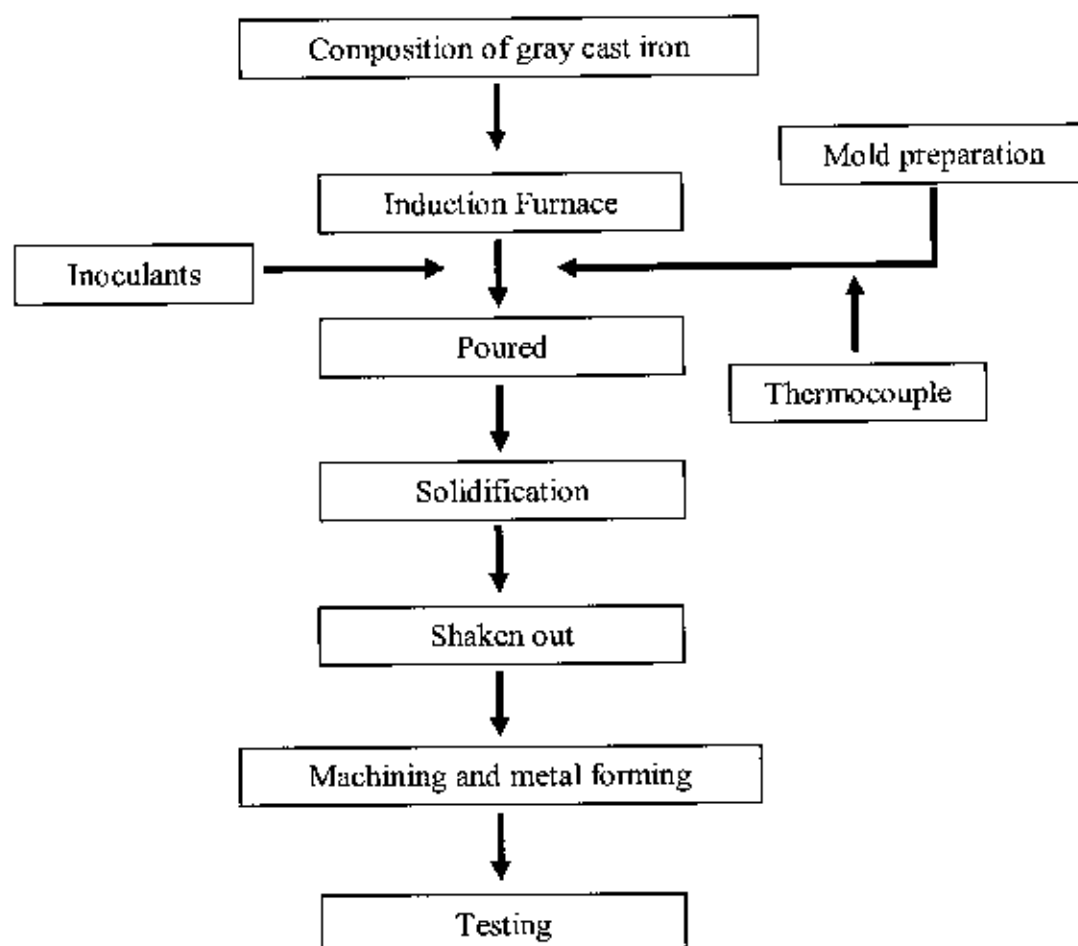 Composition of gray cast iron
Mold preparation
Induction Furnace
Inoculants
Poured
Thermocouple
Solidification
Shaken out
Machining and metal forming
Testing